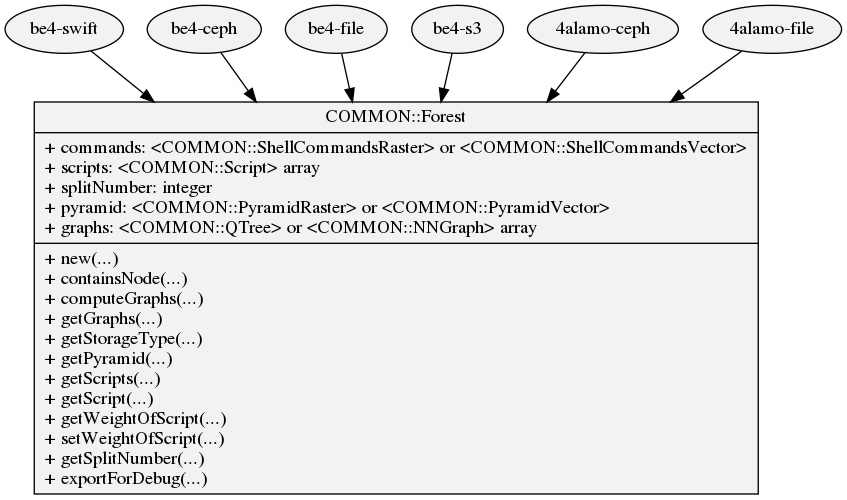 be4-swift be4-ceph be4-file be4-s3 4alamo-ceph 4alamo-file
COMMON::Forest
+ commands: <COMMON::ShellCommandsRaster> or <COMMON::ShellCommandsVector>
+ scripts: <COMMON::Script> array
+ splitNumber: integer
+ pyramid: <COMMON::PyramidRaster> or <COMMON::PyramidVector>
+ graphs: <COMMON::QTree> or <COMMON::NNGraph> array
+ new(...)
+ containsNode(...)
+ computeGraphs(...)
+ getGraphs(...)
+ getStorageType(...)
+ getPyramid(...)
+ getScripts(...)
+ getScript(...)
+ getWeightOfScript(...)
+ setWeightOfScript(...)
+ getSplitNumber(...)
+ exportForDebug(...)